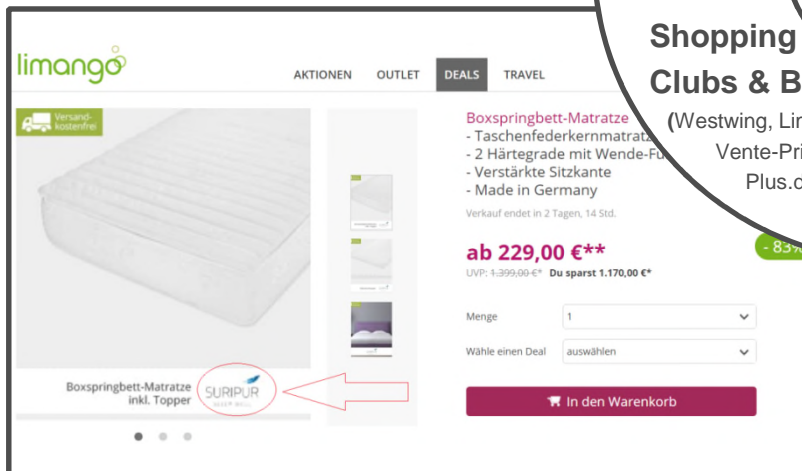 Shopping
Clubs & B
(Westwing, Lin
Vente-Pri
Plus.c
limango
AKTIONEN OUTLET DEALS TRAVEL
Versand-
kostenfrei
Boxspringbett-Matratze
- Taschenfederkernmatratz
- 2 Härtegrade mit Wende-Fu
- Verstärkte Sitzkante
- Made in Germany
Verkauf endet in 2 Tagen, 14 Std.
ab 229,00 €**
- 83%
UVP: 1.399,00 €* Du sparst 1.170,00 €*
Menge 1
Wähle einen Deal auswählen
In den Warenkorb
Boxspringbett-Matratze
inkl. Topper
SURIPUR